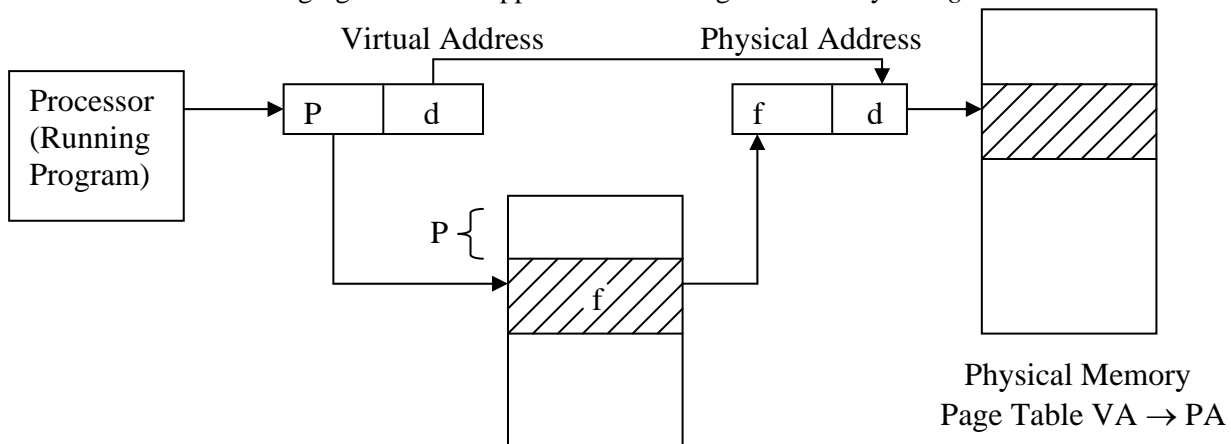 Virtual Address
Physical Address
Processor
(Running
Program)
P
d
f
d
P
f
Physical Memory
Page Table VA → PA